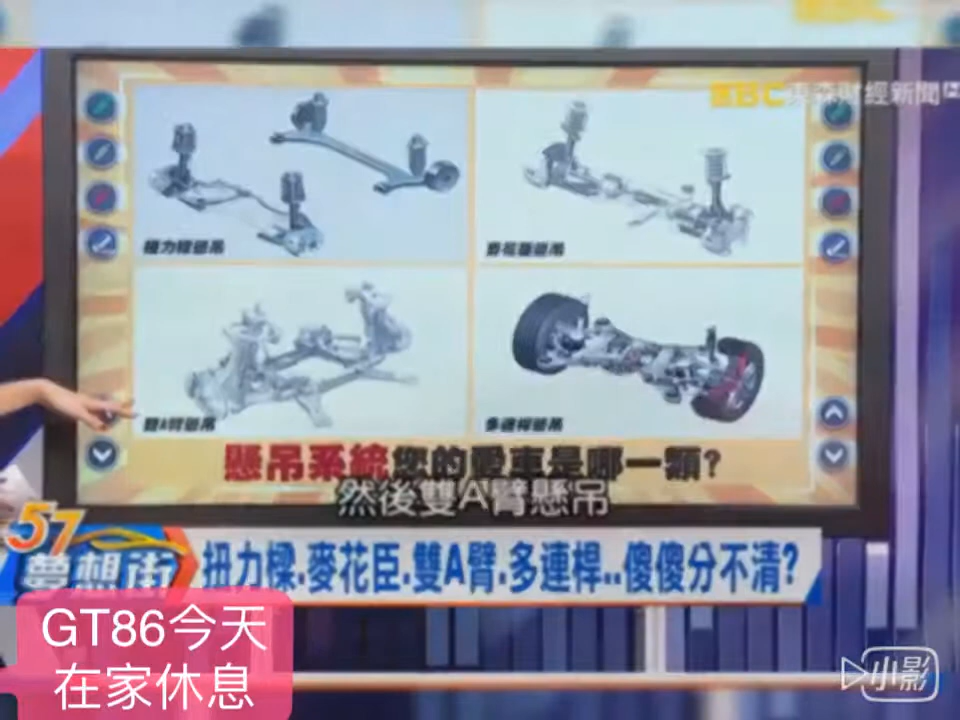 EBC東森財經新聞
扭力樑懸吊
麥花臣懸吊
雙A臂懸吊
多連桿懸吊
懸吊系統您的愛車是哪一類?
然後雙A臂懸吊
57
夢想街
扭力樑.麥花臣.雙A臂.多連桿..傻傻分不清?
GT86今天
在家休息
小影